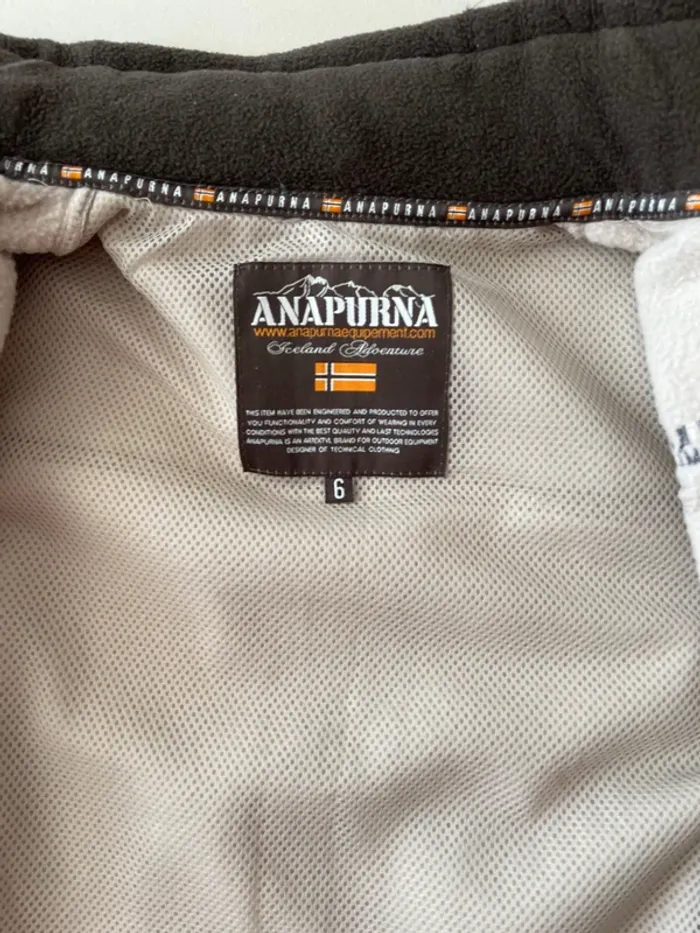 URNA ANAPURNA ANAPURNA ANAPURNA ANAPURNA ANAPURNA
ANAPURNA
www.anapurnaequipement.com
Iceland Adventure
THIS ITEM HAVE BEEN ENGINEERED AND PRODUCTED TO OFFER
YOU FUNCTIONALITY AND COMFORT OF WEARING IN EVERY
CONDITIONS WITH THE BEST QUALITY AND LAST TECHNOLOGIES
ANAPURNA IS AN ARTEXTYL BRAND FOR OUTDOOR EQUIPMENT
DESIGNER OF TECHNICAL CLOTHING
6